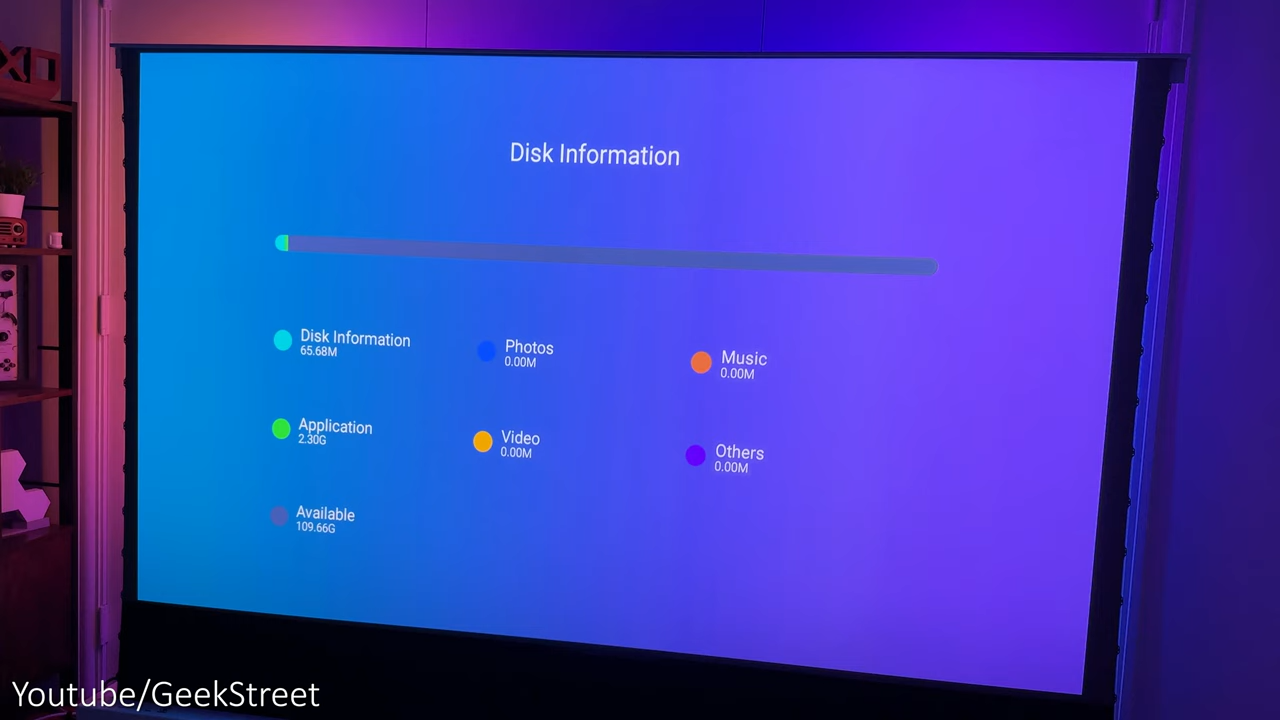 XO
Disk Information
Disk Information
65.68M
Photos
0.00M
Music
0.00M
Application
2.30G
Video
0.00M
Others
0.00M
Available
109.66G
Youtube/GeekStreet